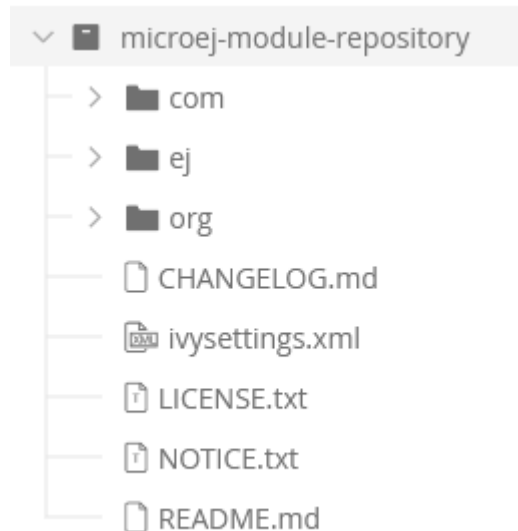 microej-module-repository
com
ej
org
CHANGELOG.md
ivysettings.xml
LICENSE.txt
NOTICE.txt
README.md